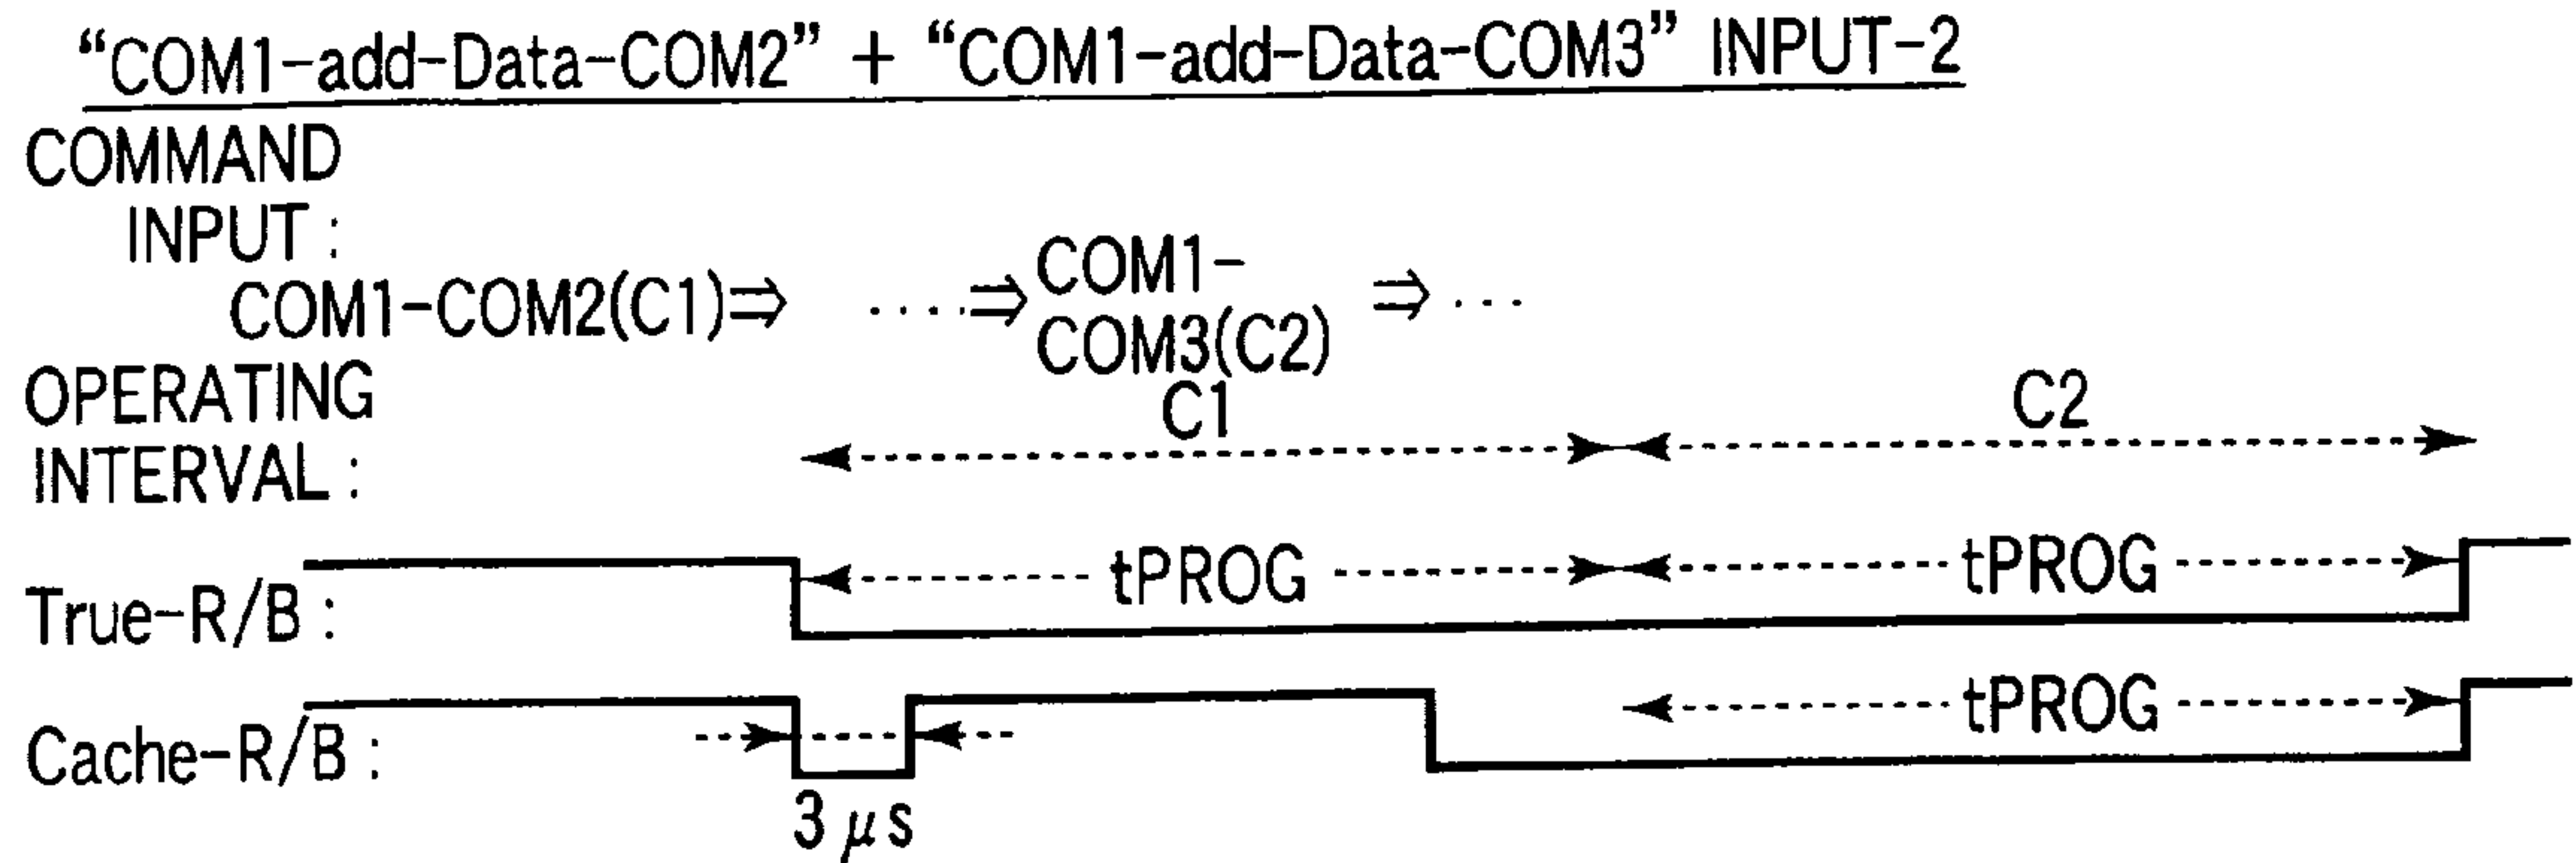 “COM1-add-Data-COM2” + “COM1-add-Data-COM3” INPUT-2
COMMAND
INPUT :
COM1-COM2(C1)⇒ ....⇒ COM1- ⇒ ...
COM3(C2)
OPERATING
INTERVAL :
C1 C2
True-R/B :
tPROG tPROG
Cache-R/B :
tPROG
3 μs